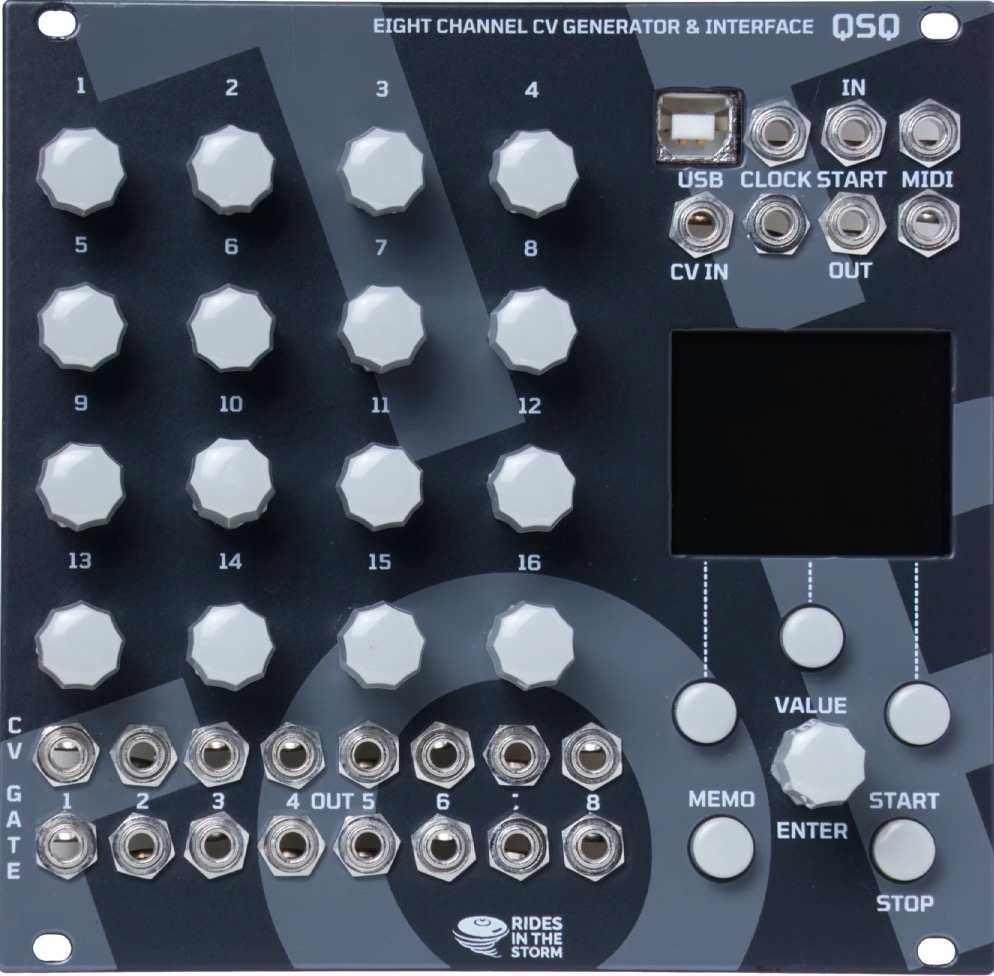 EIGHT CHANNEL CV GENERATOR & INTERFACE QSQ
1 2 3 4
IN
USB CLOCK START MIDI
5 6 7 8
CV IN OUT
9 10 11 12
13 14 15 16
VALUE
CV
1 2 3 4 OUT 5 6 8
MEMO START
GATE
ENTER
STOP
RIDES
IN THE
STORM